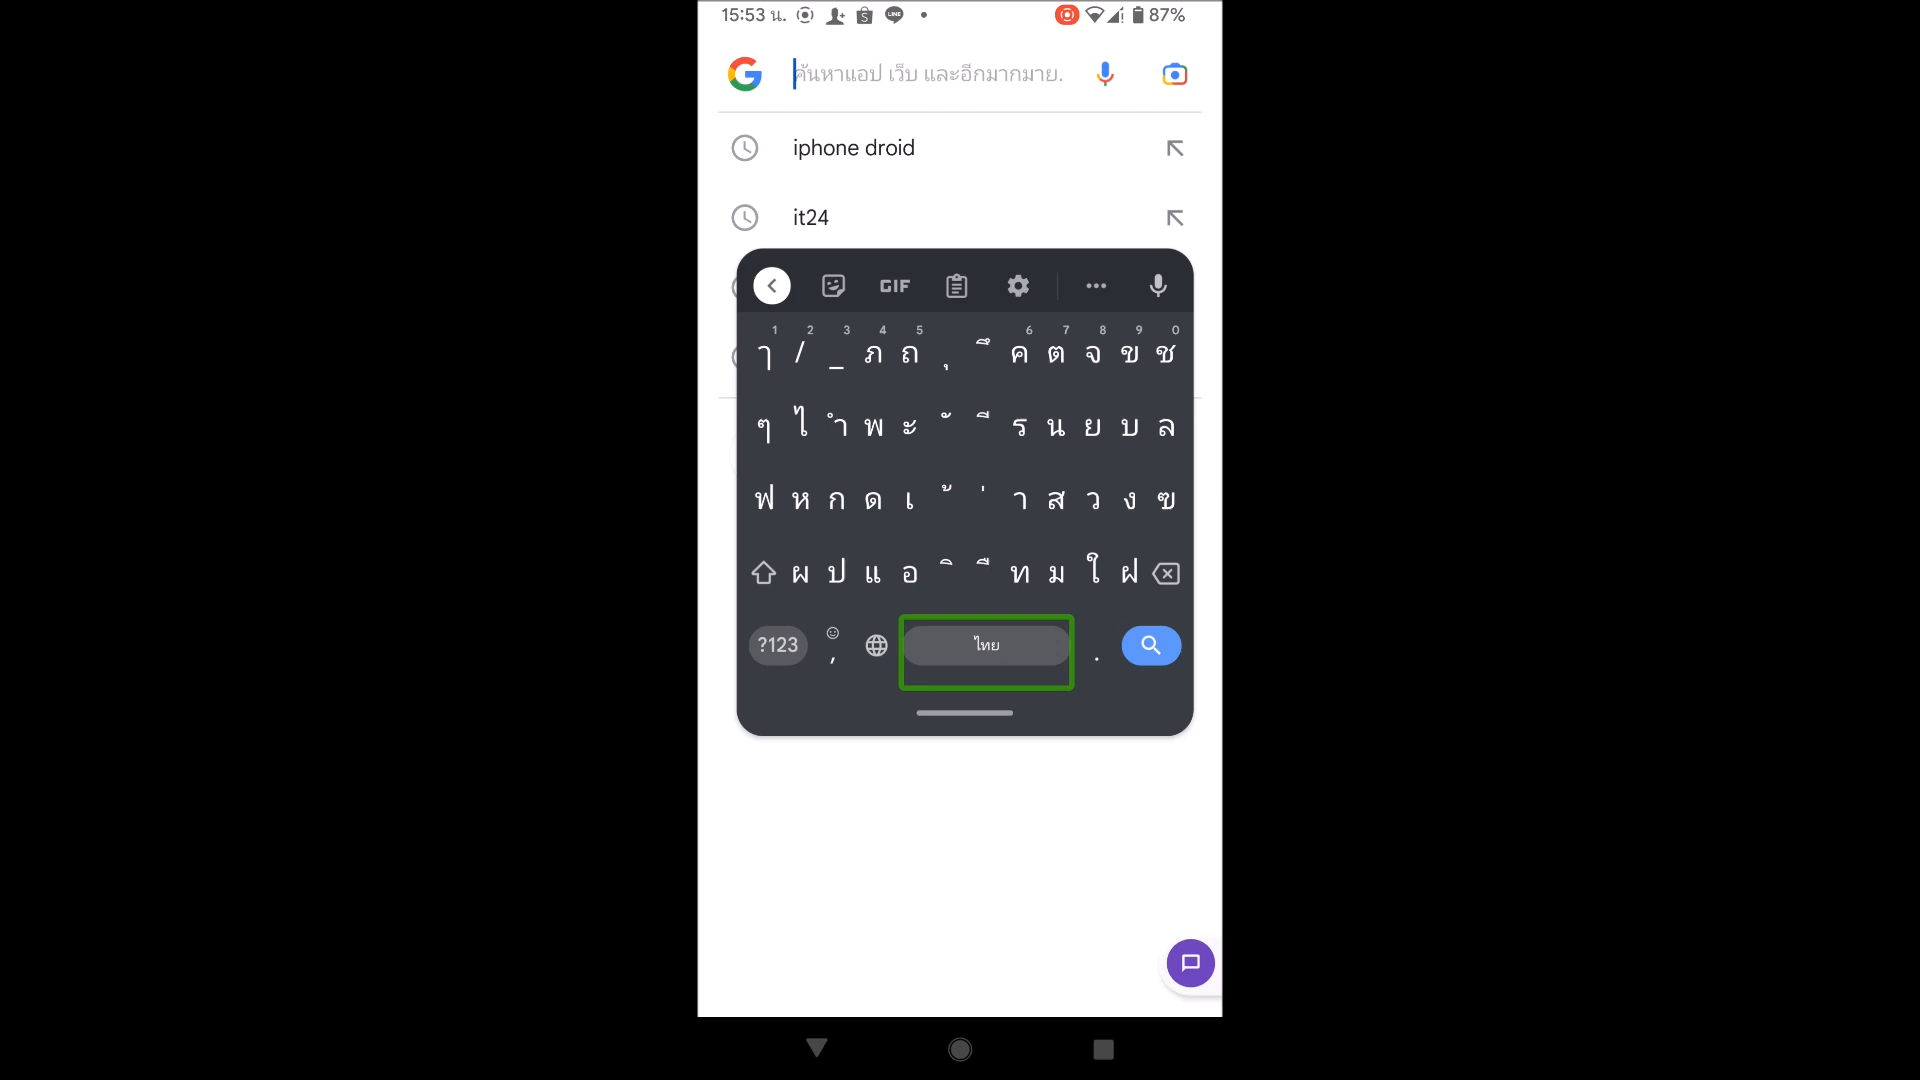 15:53 น. 87%
ค้นหาแอป เว็บ และอีกมากมาย.
iphone droid
it24
GIF
1 2 3 4 5 6 7 8 9 0
ๅ / _ ภ ถ ุ ึ ค ต จ ข ช
ๆ ไ ำ พ ะ ั ี ร น ย บ ล
ฟ ห ก ด เ ้ ่ า ส ว ง ฃ
ผ ป แ อ ิ ื ท ม ใ ฝ
?123 , ไทย .